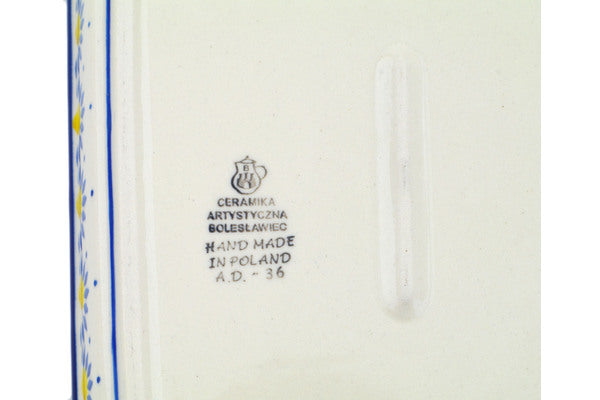 B
CERAMIKA
ARTYSTYCZNA
BOLESŁAWIEC
HAND MADE
IN POLAND
A.D. - 36